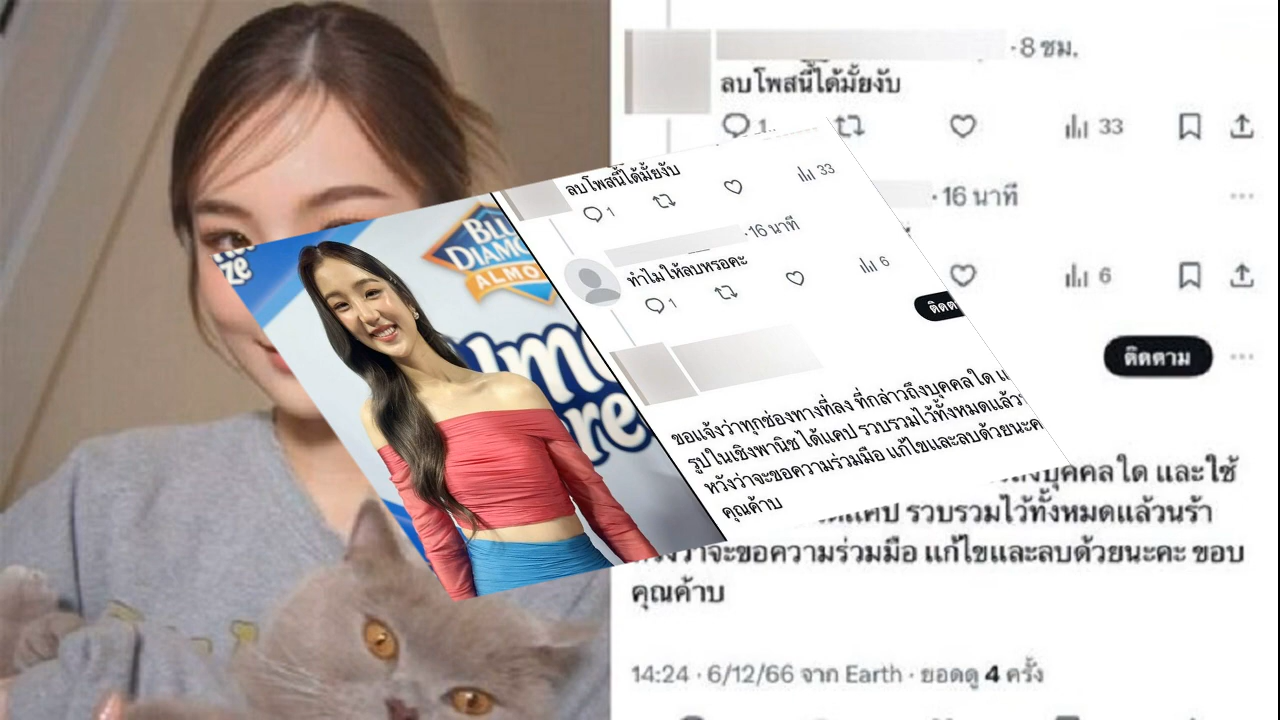 · 8 ชม.
ลบโพสนี้ได้มั้ยงับ
1
33
· 16 นาที
6
ติดตาม
บุคคลใด และใช้
ได้แคป รวบรวมไว้ทั้งหมดแล้วนร้า
หวังว่าจะขอความร่วมมือ แก้ไขและลบด้วยนะคะ ขอบ
คุณค้าบ
14:24 · 6/12/66 จาก Earth · ยอดดู 4 ครั้ง
BLUE
DIAMOND
ALMO
ze
ลบโพสนี้ได้มั้ยงับ
1
33
· 16 นาที
ทำไมให้ลบหรอคะ
1
6
ติดต
ขอแจ้งว่าทุกช่องทางที่ลง ที่กล่าวถึงบุคคลใด แ
รูปในเชิงพานิชได้แคป รวบรวมไว้ทั้งหมดแล้ว
หวังว่าจะขอความร่วมมือ แก้ไขและลบด้วยนะค
คุณค้าบ